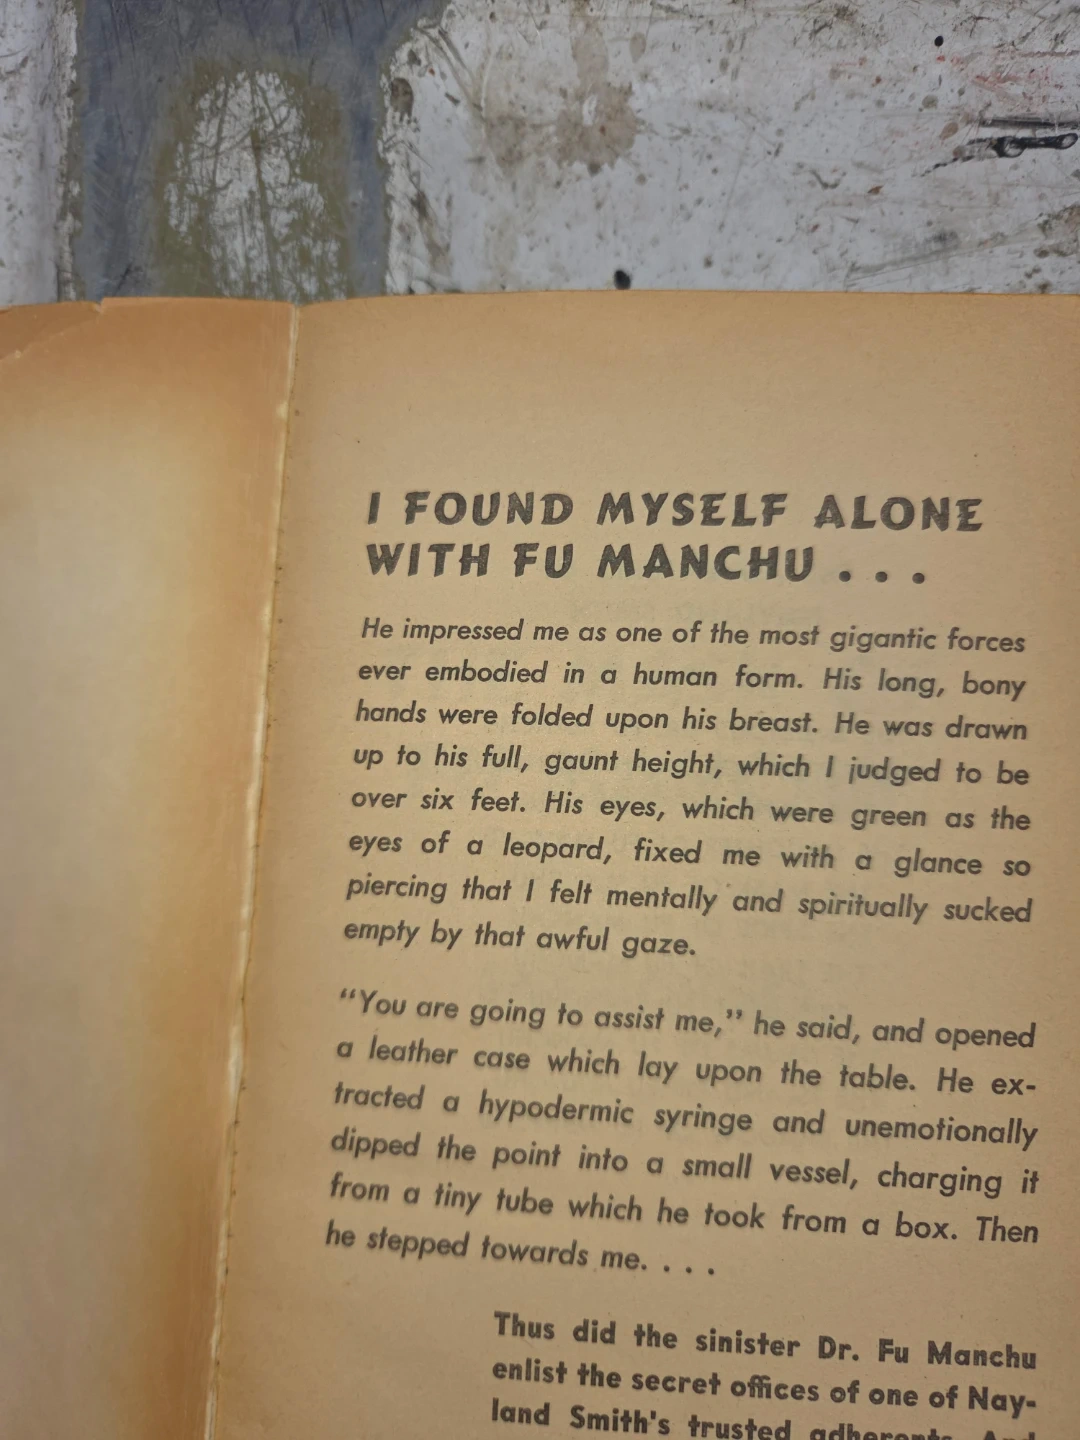 I FOUND MYSELF ALONE
WITH FU MANCHU . . .
He impressed me as one of the most gigantic forces
ever embodied in a human form. His long, bony
hands were folded upon his breast. He was drawn
up to his full, gaunt height, which I judged to be
over six feet. His eyes, which were green as the
eyes of a leopard, fixed me with a glance so
piercing that I felt mentally and spiritually sucked
empty by that awful gaze.
“You are going to assist me,” he said, and opened
a leather case which lay upon the table. He ex-
tracted a hypodermic syringe and unemotionally
dipped the point into a small vessel, charging it
from a tiny tube which he took from a box. Then
he stepped towards me. . . .
Thus did the sinister Dr. Fu Manchu
enlist the secret offices of one of Nay-
land Smith's trusted adherents. And